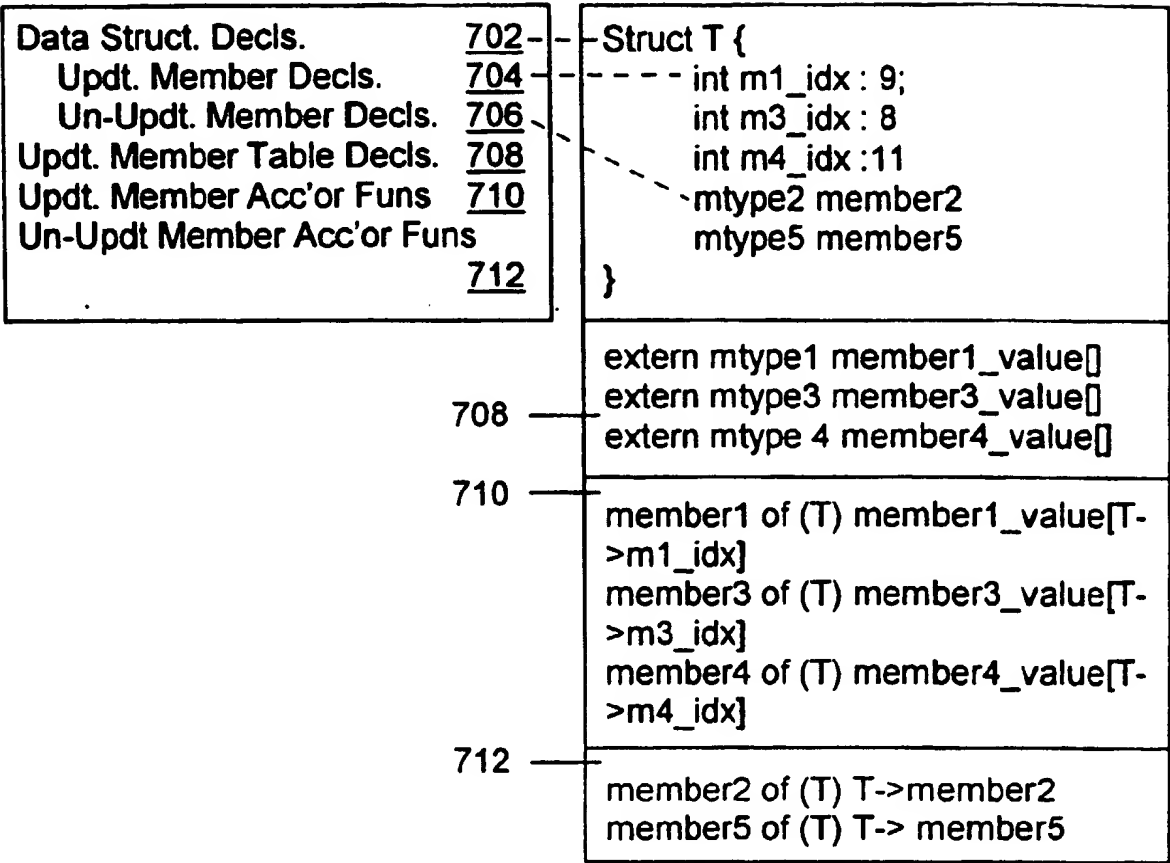 Data Struct. Decls. 702
Updt. Member Decls. 704
Un-Updt. Member Decls. 706
Updt. Member Table Decls. 708
Updt. Member Acc'or Funs 710
Un-Updt Member Acc'or Funs
712
Struct T {
int m1_idx : 9;
int m3_idx : 8
int m4_idx :11
mtype2 member2
mtype5 member5
}
708
extern mtype1 member1_value[]
extern mtype3 member3_value[]
extern mtype 4 member4_value[]
710
member1 of (T) member1_value[T-
>m1_idx]
member3 of (T) member3_value[T-
>m3_idx]
member4 of (T) member4_value[T-
>m4_idx]
712
member2 of (T) T->member2
member5 of (T) T-> member5